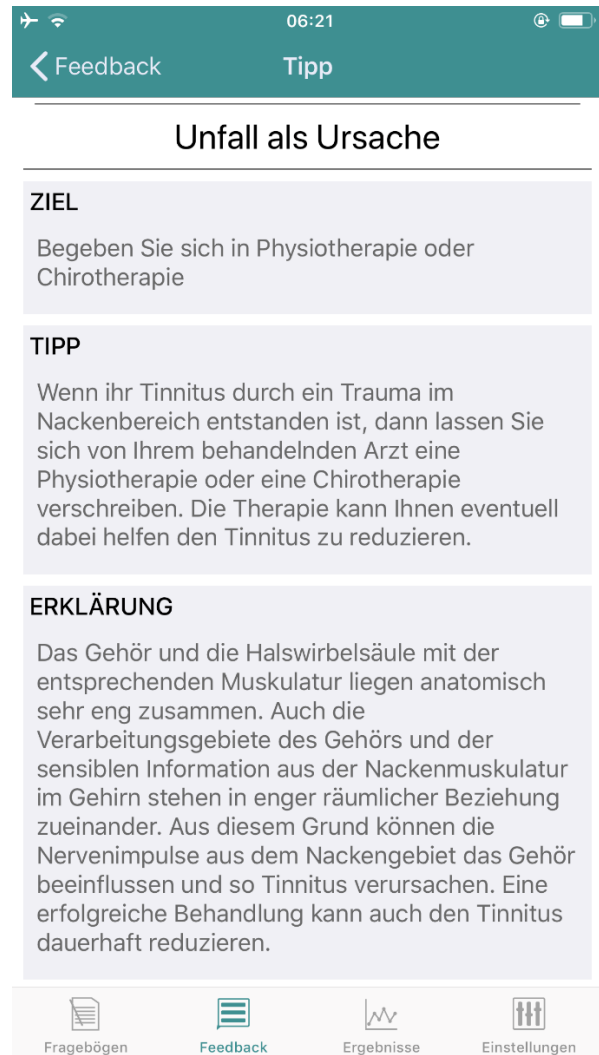 06:21
Feedback
Tipp
Unfall als Ursache
ZIEL
Begeben Sie sich in Physiotherapie oder
Chirotherapie
TIPP
Wenn ihr Tinnitus durch ein Trauma im
Nackenbereich entstanden ist, dann lassen Sie
sich von Ihrem behandelnden Arzt eine
Physiotherapie oder eine Chirotherapie
verschreiben. Die Therapie kann Ihnen eventuell
dabei helfen den Tinnitus zu reduzieren.
ERKLÄRUNG
Das Gehör und die Halswirbelsäule mit der
entsprechenden Muskulatur liegen anatomisch
sehr eng zusammen. Auch die
Verarbeitungsgebiete des Gehörs und der
sensiblen Information aus der Nackenmuskulatur
im Gehirn stehen in enger räumlicher Beziehung
zueinander. Aus diesem Grund können die
Nervenimpulse aus dem Nackengebiet das Gehör
beeinflussen und so Tinnitus verursachen. Eine
erfolgreiche Behandlung kann auch den Tinnitus
dauerhaft reduzieren.
Fragebögen
Feedback
Ergebnisse
Einstellungen